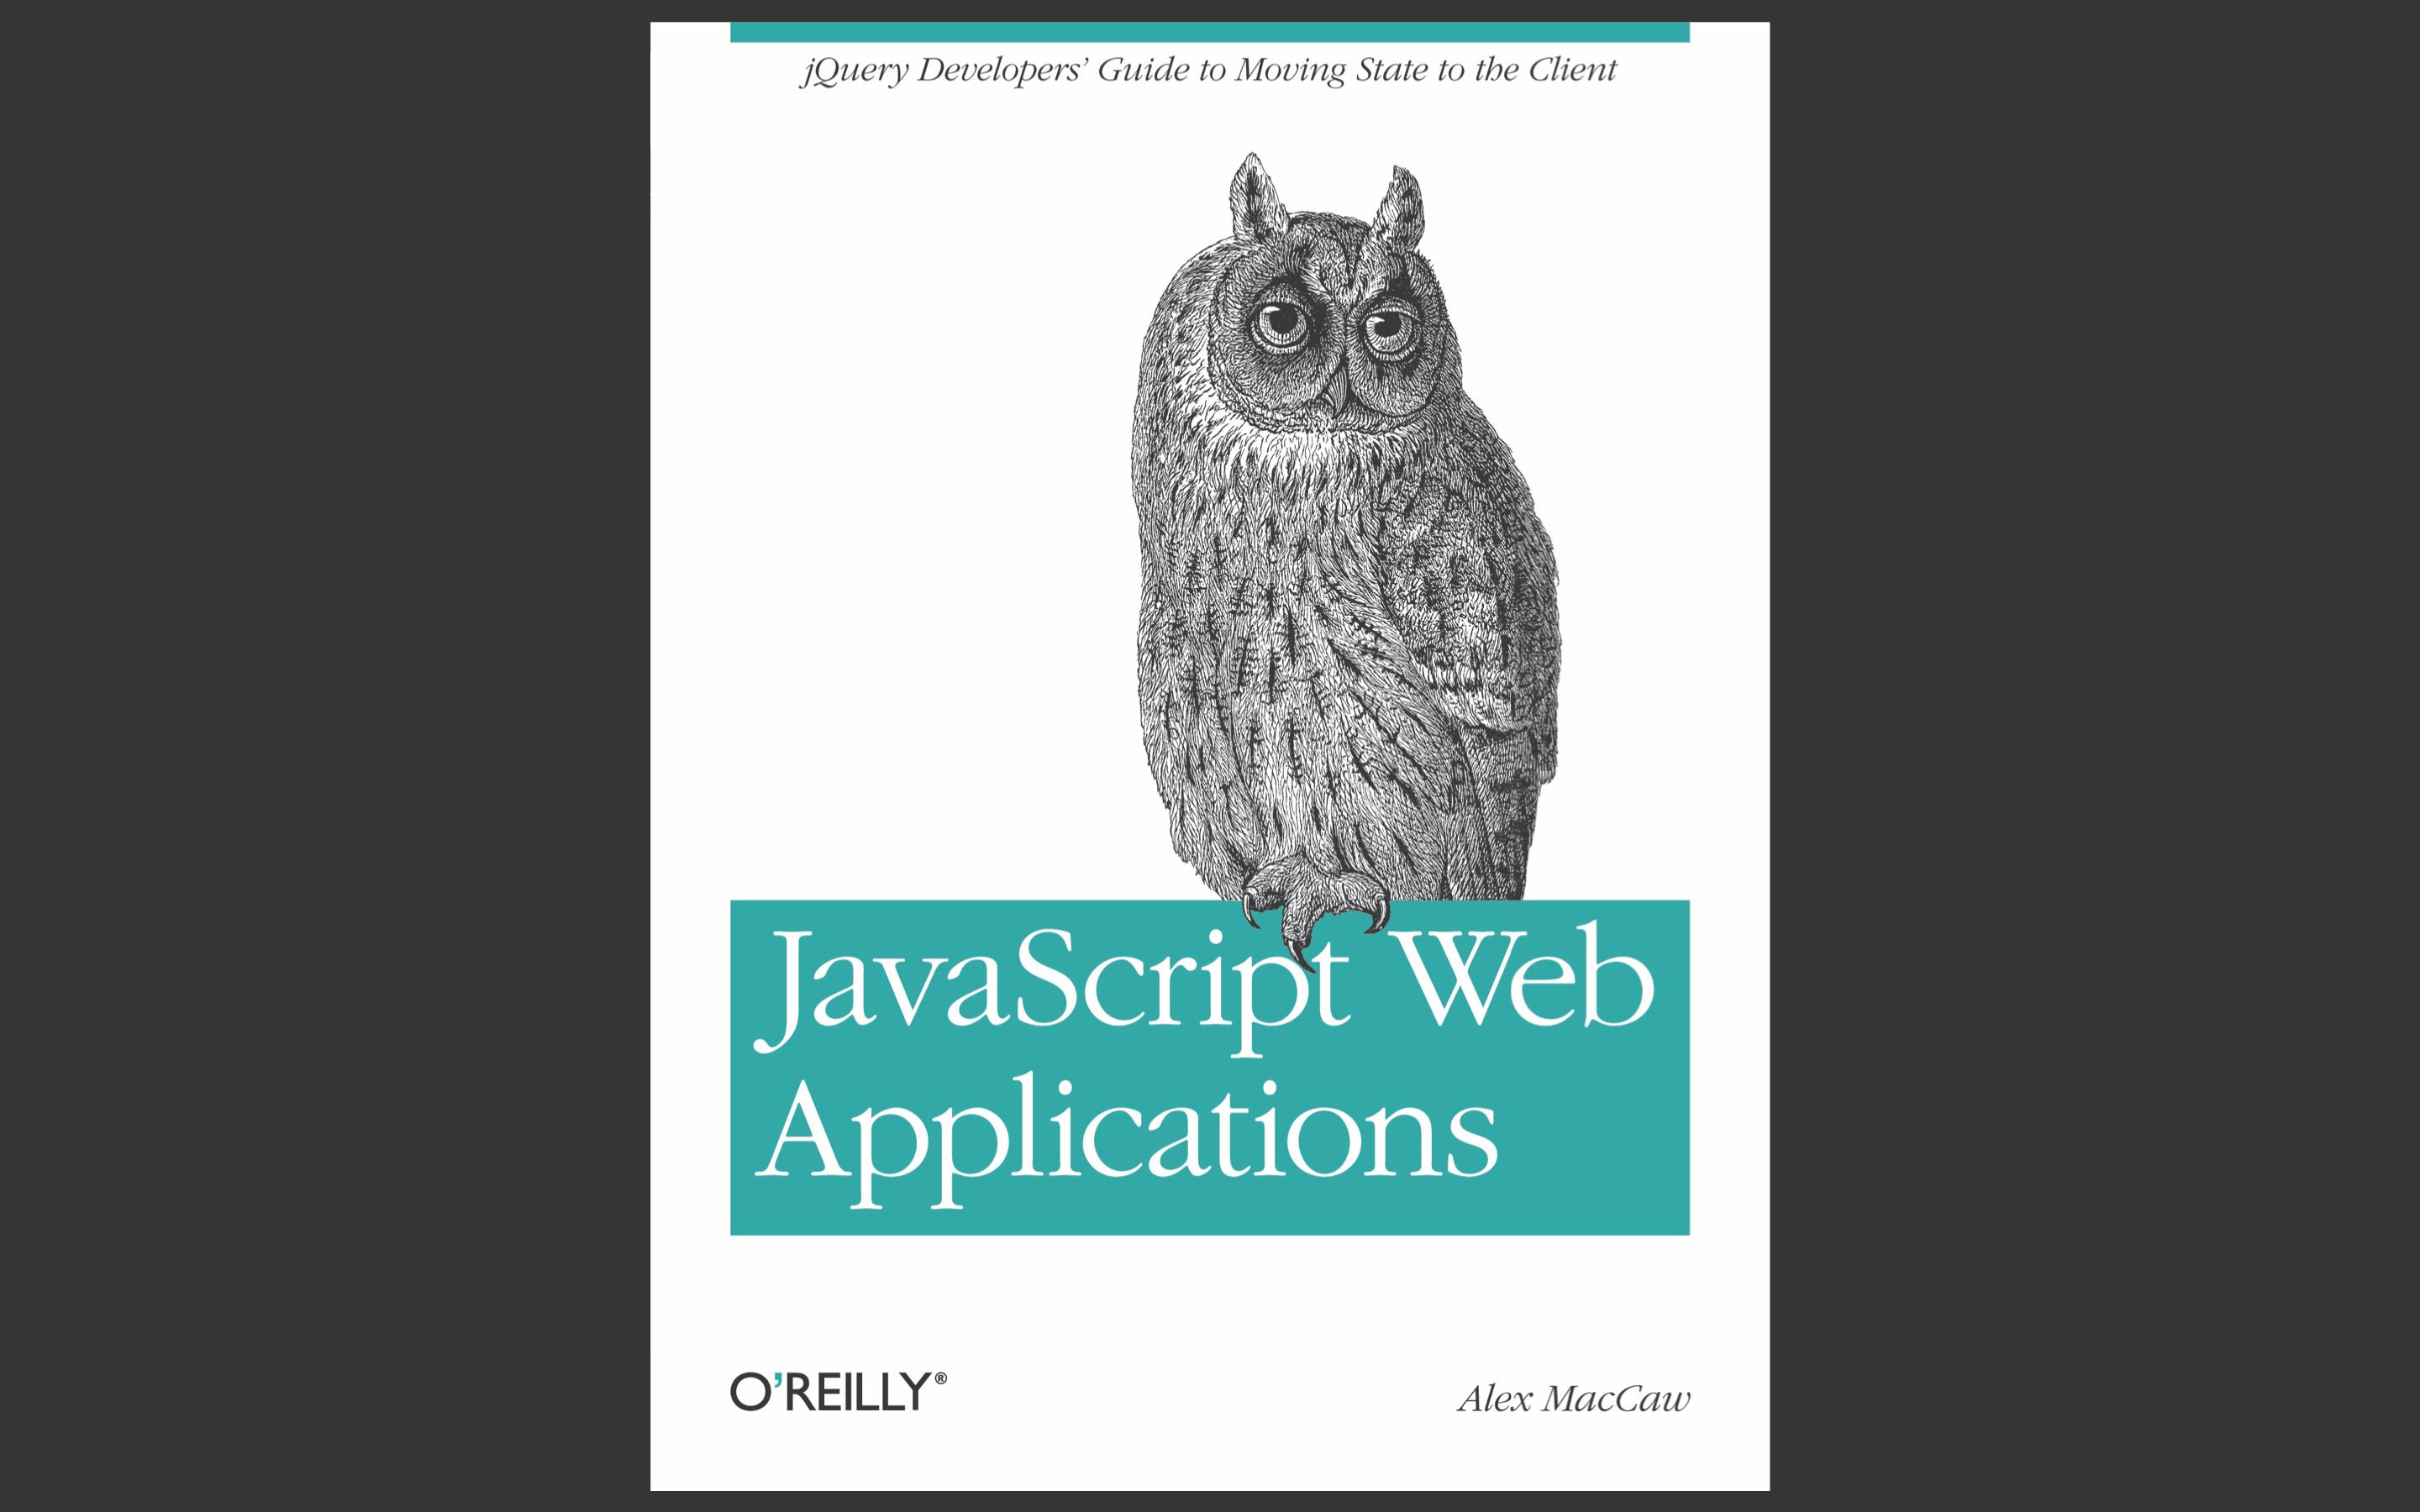 jQuery Developers’ Guide to Moving State to the Client
JavaScript Web
Applications
O’REILLY®
Alex MacCaw